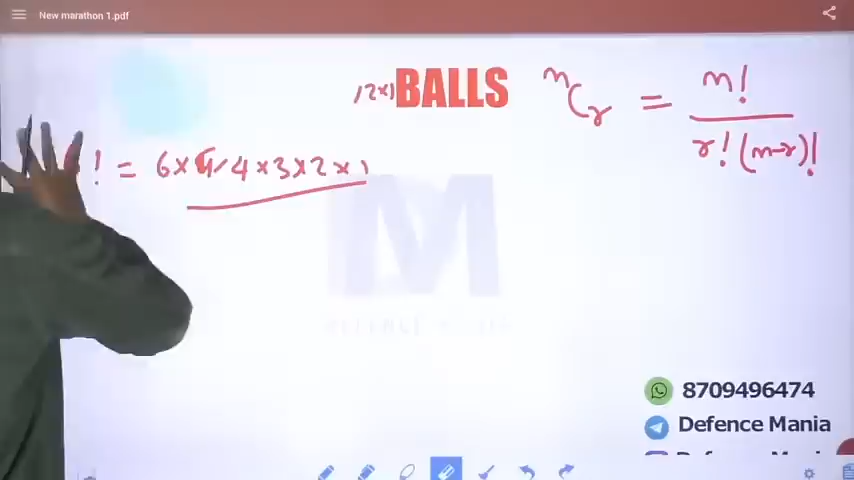 New marathon 1.pdf
BALLS
nCr = n! / r!(n-r)!
! = 6×5/4×3×2×1
8709496474
Defence Mania